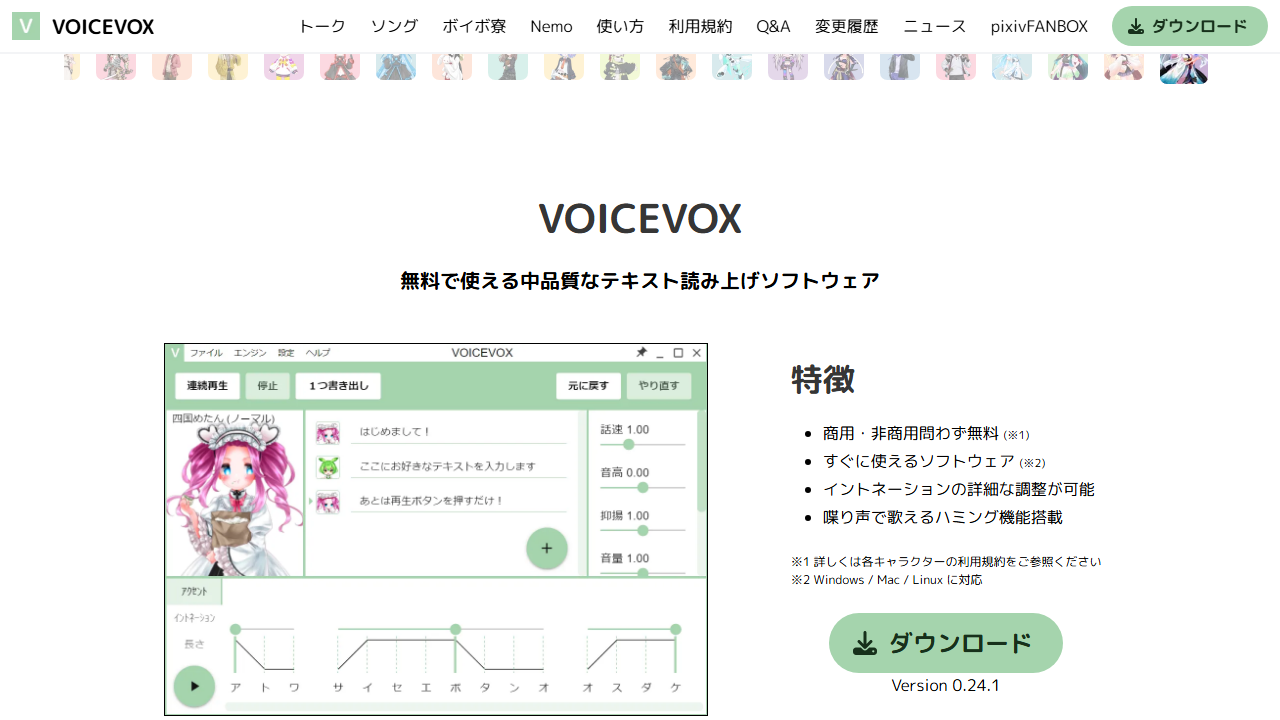 V VOICEVOX トーク ソング ボイボ寮 Nemo 使い方 利用規約 Q&A 変更履歴 ニュース pixivFANBOX ダウンロード
VOICEVOX
無料で使える中品質なテキスト読み上げソフトウェア
V ファイル エンジン 設定 ヘルプ VOICEVOX
連続再生 停止 1つ書き出し 元に戻す やり直す
四国めたん (ノーマル)
はじめまして!
ここにお好きなテキストを入力します
あとは再生ボタンを押すだけ!
話速 1.00
音高 0.00
抑揚 1.00
音量 1.00
アクセント
イントネーション
長さ
ア ト ワ サ イ セ エ ボ タ ン オ オ ス ダ ケ
特徴
商用・非商用問わず無料 (※1)
すぐに使えるソフトウェア (※2)
イントネーションの詳細な調整が可能
喋り声で歌えるハミング機能搭載
※1 詳しくは各キャラクターの利用規約をご参照ください
※2 Windows / Mac / Linux に対応
ダウンロード
Version 0.24.1